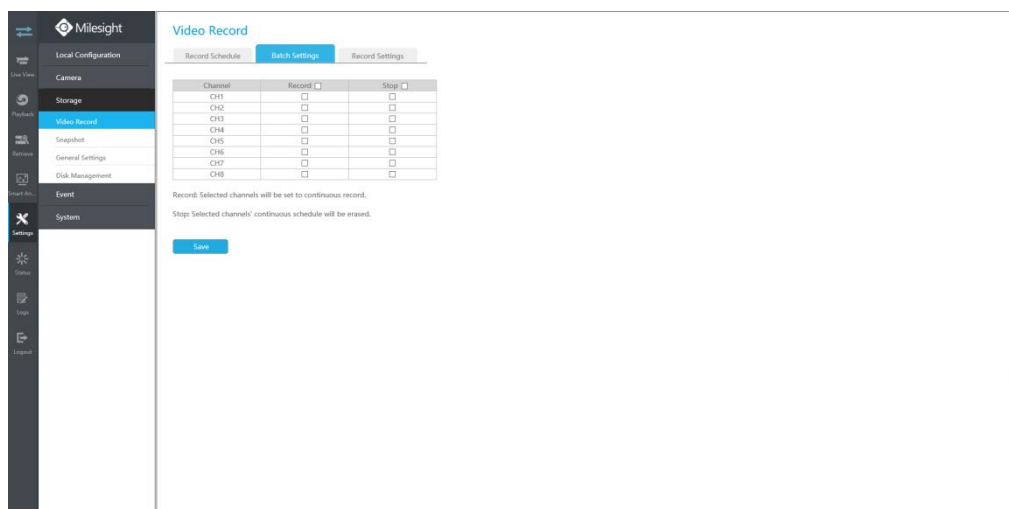 Milesight
Live View
Playback
Retrieve
Smart An...
Settings
Status
Logs
Logout
Local Configuration
Camera
Storage
Video Record
Snapshot
General Settings
Disk Management
Event
System
Video Record
Record Schedule Batch Settings Record Settings
Channel Record Stop
CH1
CH2
CH3
CH4
CH5
CH6
CH7
CH8
Record: Selected channels will be set to continuous record.
Stop: Selected channels' continuous schedule will be erased.
Save